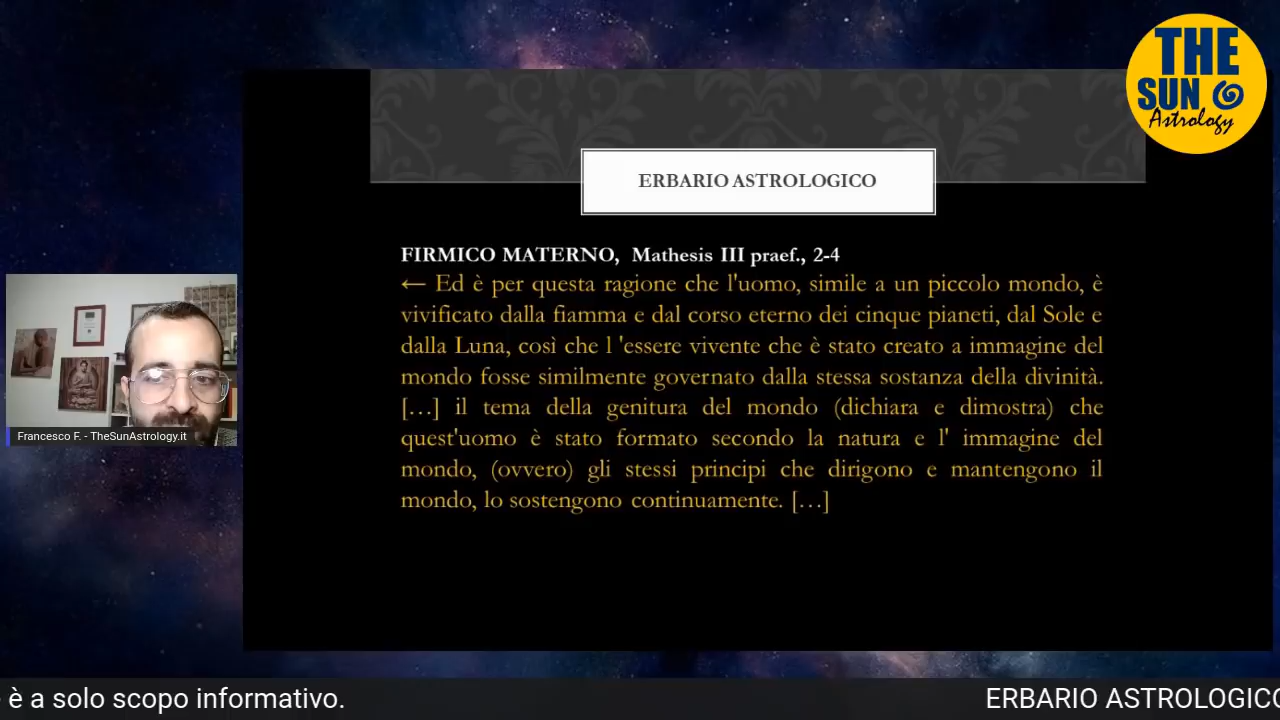 THE
SUN
Astrology
ERBARIO ASTROLOGICO
FIRMICO MATERNO, Mathesis III praef., 2-4
← Ed è per questa ragione che l'uomo, simile a un piccolo mondo, è
vivificato dalla fiamma e dal corso eterno dei cinque pianeti, dal Sole e
dalla Luna, così che l 'essere vivente che è stato creato a immagine del
mondo fosse similmente governato dalla stessa sostanza della divinità.
[…] il tema della genitura del mondo (dichiara e dimostra) che
quest'uomo è stato formato secondo la natura e l' immagine del
mondo, (ovvero) gli stessi principi che dirigono e mantengono il
mondo, lo sostengono continuamente. […]
Francesco F. - TheSunAstrology.it
è a solo scopo informativo. ERBARIO ASTROLOGICO